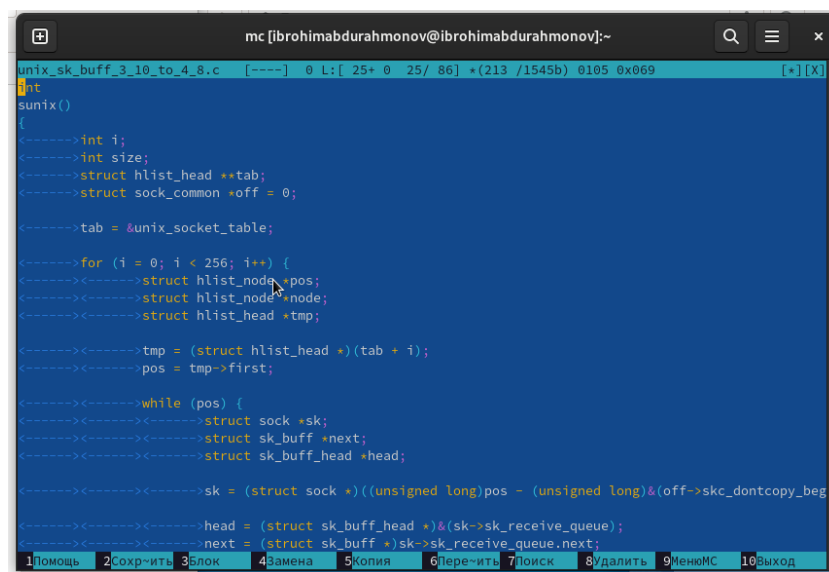 mc [ibrohimabdurahmonov@ibrohimabdurahmonov]:~
unix_sk_buff_3_10_to_4_8.c [----] 0 L:[ 25+ 0 25/ 86] *(213 /1545b) 0105 0x069 [*][X]
int
sunix()
{
<------>int i;
<------>int size;
<------>struct hlist_head **tab;
<------>struct sock_common *off = 0;
<------>tab = &unix_socket_table;
<------>for (i = 0; i < 256; i++) {
<------><------>struct hlist_node *pos;
<------><------>struct hlist_node *node;
<------><------>struct hlist_head *tmp;
<------><------>tmp = (struct hlist_head *)(tab + i);
<------><------>pos = tmp->first;
<------><------>while (pos) {
<------><------><------>struct sock *sk;
<------><------><------>struct sk_buff *next;
<------><------><------>struct sk_buff_head *head;
<------><------><------>sk = (struct sock *)((unsigned long)pos - (unsigned long)&(off->skc_dontcopy_beg
<------><------><------>head = (struct sk_buff_head *)&(sk->sk_receive_queue);
<------><------><------>next = (struct sk_buff *)sk->sk_receive_queue.next;
1Помощь 2Сохр~ить 3Блок 4Замена 5Копия 6Пере~ить 7Поиск 8Удалить 9МенюМС 10Выход